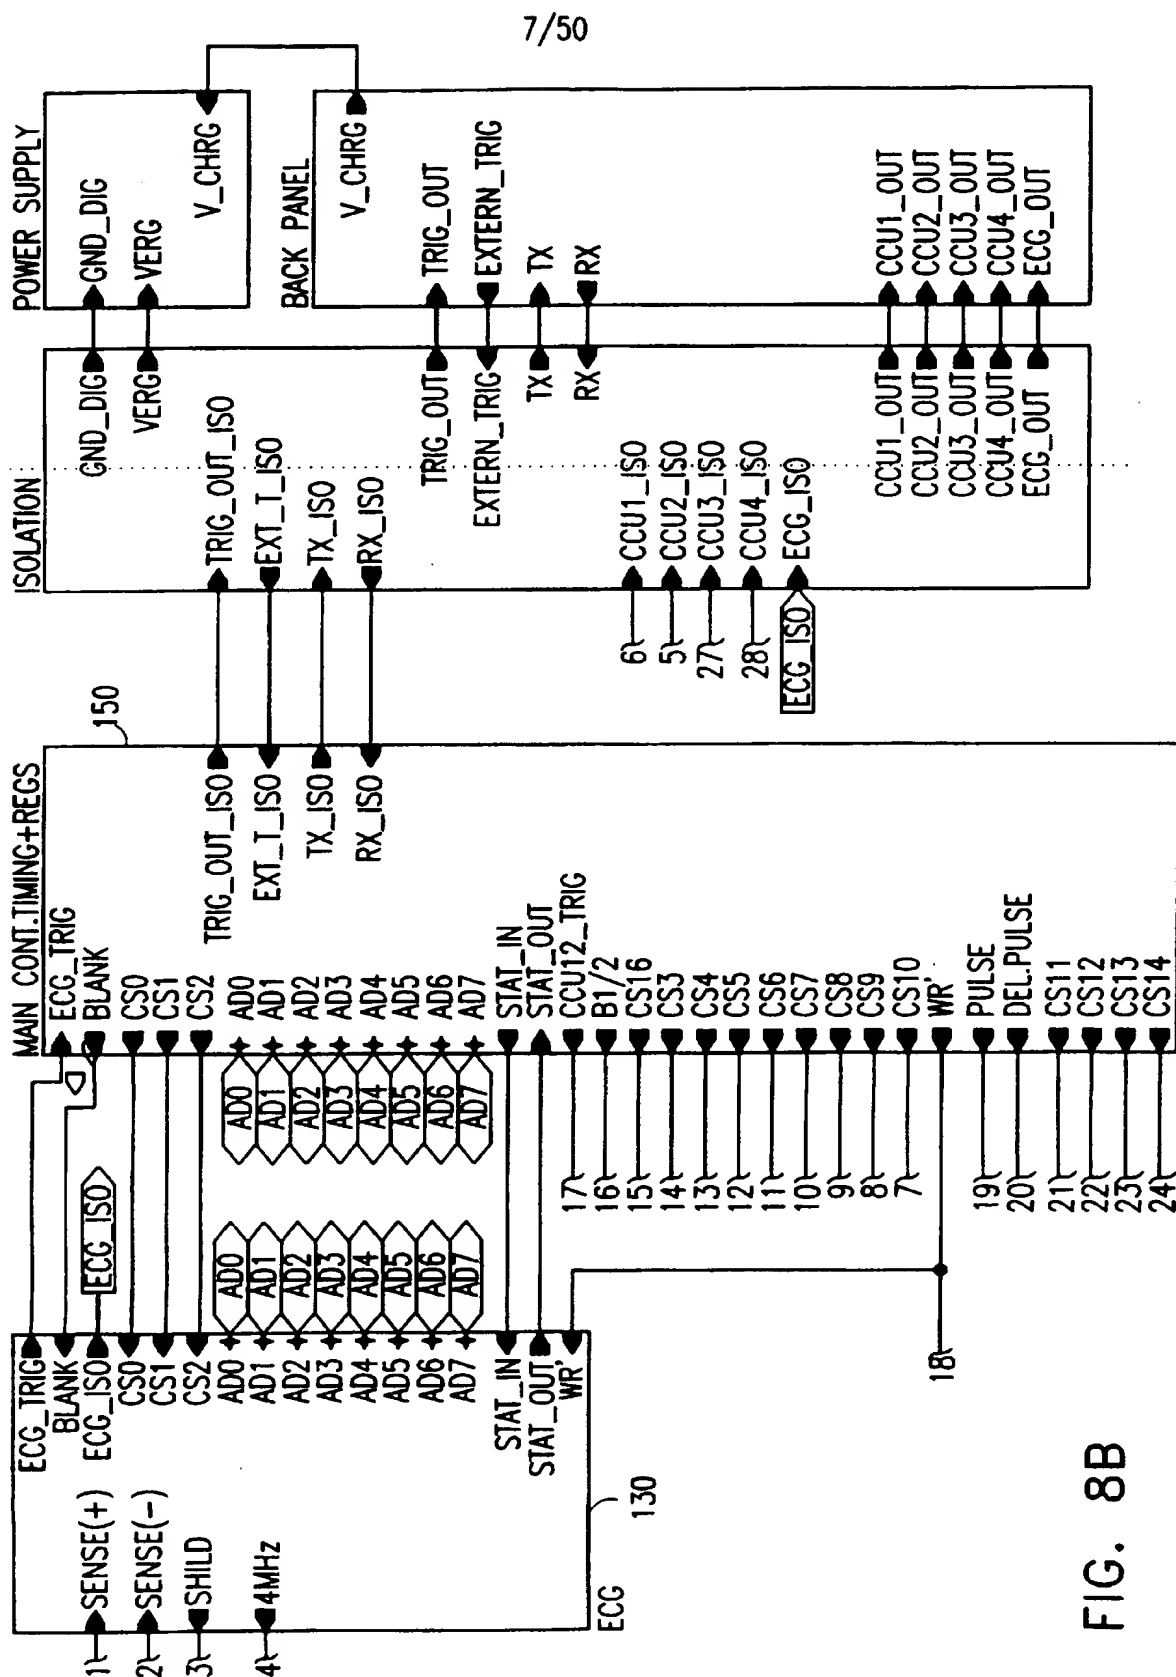 7/50
POWER SUPPLY
GND_DIG
VERG
V_CHRG
BACK PANEL
V_CHRG
TRIG_OUT
EXTERN_TRIG
TX
RX
CCU1_OUT
CCU2_OUT
CCU3_OUT
CCU4_OUT
ECG_OUT
ISOLATION
GND_DIG
VERG
TRIG_OUT_ISO
EXT_T_ISO
TX_ISO
RX_ISO
TRIG_OUT
EXTERN_TRIG
TX
RX
6
CCU1_ISO
5
CCU2_ISO
27
CCU3_ISO
28
CCU4_ISO
ECG_ISO
ECG_ISO
CCU1_OUT
CCU2_OUT
CCU3_OUT
CCU4_OUT
ECG_OUT
150
MAIN CONT.TIMING+REGS
ECG_TRIG
BLANK
CS0
CS1
CS2
TRIG_OUT_ISO
EXT_T_ISO
TX_ISO
RX_ISO
AD0 AD0
AD1 AD1
AD2 AD2
AD3 AD3
AD4 AD4
AD5 AD5
AD6 AD6
AD7 AD7
STAT_IN
STAT_OUT
17 CCU12_TRIG
16 B1/2
15 CS16
14 CS3
13 CS4
12 CS5
11 CS6
10 CS7
9 CS8
8 CS9
7 CS10
WR'
19 PULSE
20 DEL.PULSE
21 CS11
22 CS12
23 CS13
24 CS14
18
ECG_TRIG
BLANK
ECG_ISO ECG_ISO
CS0
CS1
CS2
AD0 AD0
AD1 AD1
AD2 AD2
AD3 AD3
AD4 AD4
AD5 AD5
AD6 AD6
AD7 AD7
STAT_IN
STAT_OUT
WR'
1 SENSE(+)
2 SENSE(-)
3 SHILD
4 4MHz
ECG
130
FIG. 8B